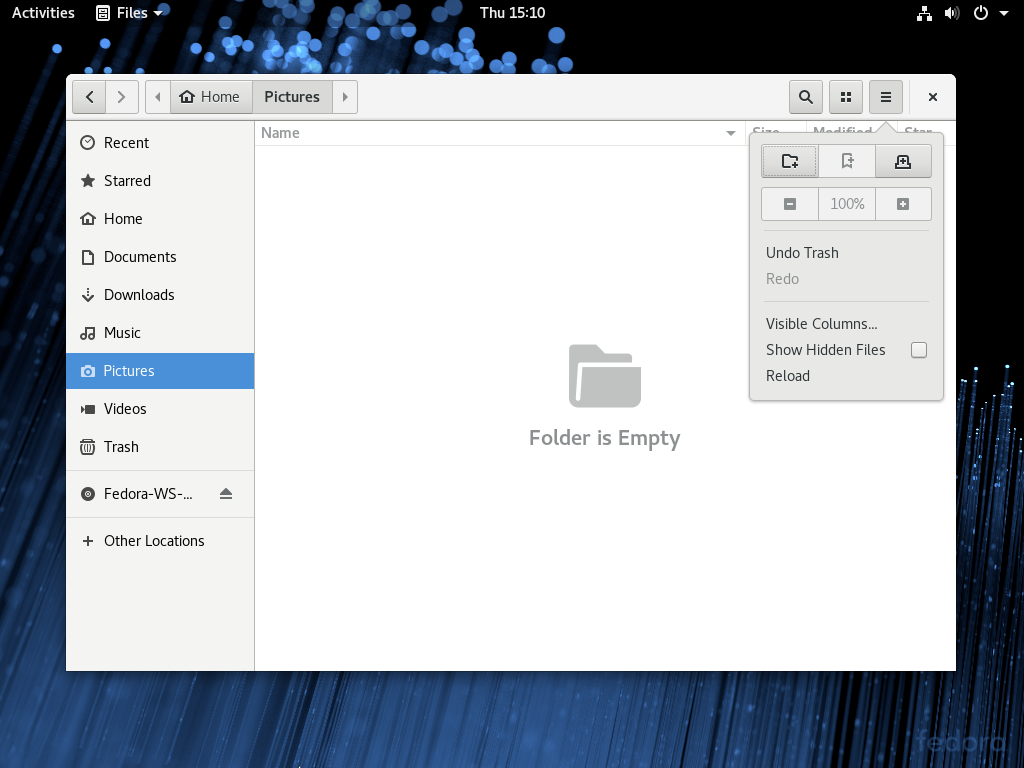 Activities Files Thu 15:10
Home Pictures
Name Size Modified Star
Recent
Starred
Home
Documents
Downloads
Music
Pictures
Videos
Trash
Fedora-WS-...
Other Locations
Folder is Empty
100%
Undo Trash
Redo
Visible Columns...
Show Hidden Files
Reload
fedora